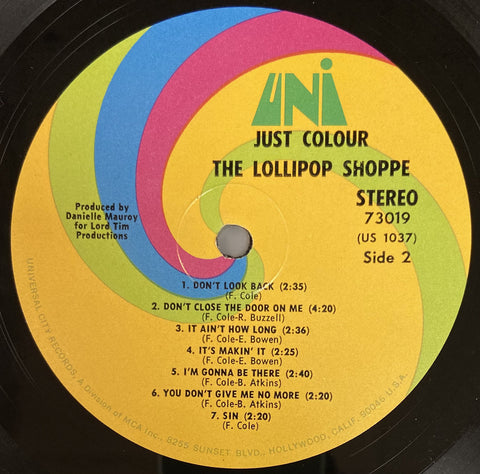 UNI
JUST COLOUR
THE LOLLIPOP SHOPPE
STEREO
73019
(US 1037)
Side 2
Produced by
Danielle Mauroy
for Lord Tim
Productions
1. DON'T LOOK BACK (2:35)
(F. Cole)
2. DON'T CLOSE THE DOOR ON ME (4:20)
(F. Cole-R. Buzzell)
3. IT AIN'T HOW LONG (2:36)
(F. Cole-E. Bowen)
4. IT'S MAKIN' IT (2:25)
(F. Cole-E. Bowen)
5. I'M GONNA BE THERE (2:40)
(F. Cole-B. Atkins)
6. YOU DON'T GIVE ME NO MORE (2:20)
(F. Cole-B. Atkins)
7. SIN (2:20)
(F. Cole)
UNIVERSAL CITY RECORDS, A Division of MCA Inc., 8255 SUNSET BLVD., HOLLYWOOD, CALIF. 90046 U.S.A.